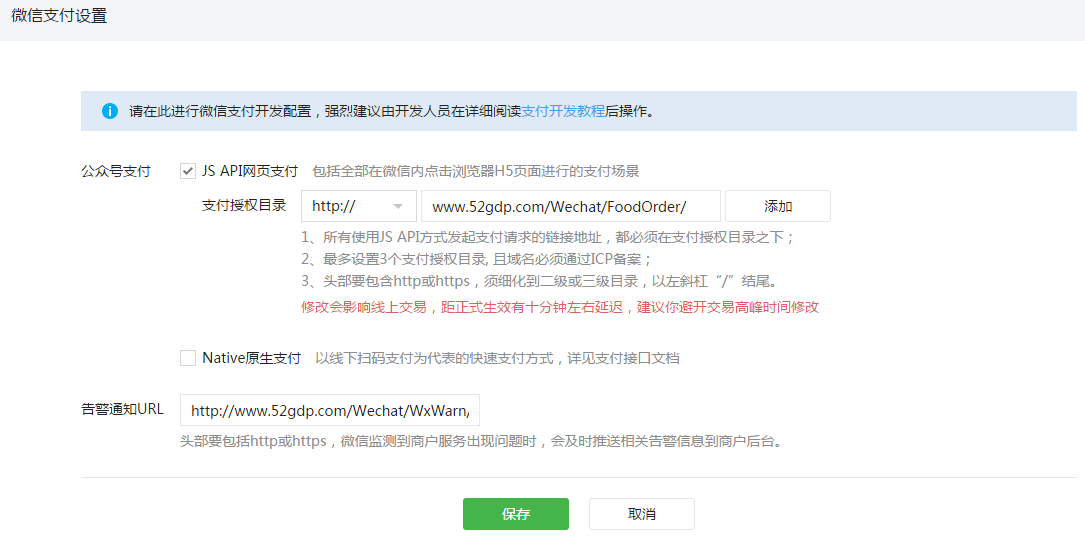 微信支付设置
请在此进行微信支付开发配置，强烈建议由开发人员在详细阅读支付开发教程后操作。
公众号支付 JS API网页支付 包括全部在微信内点击浏览器H5页面进行的支付场景
支付授权目录 http:// www.52gdp.com/Wechat/FoodOrder/ 添加
1、所有使用JS API方式发起支付请求的链接地址，都必须在支付授权目录之下；
2、最多设置3个支付授权目录, 且域名必须通过ICP备案；
3、头部要包含http或https，须细化到二级或三级目录，以左斜杠“/”结尾。
修改会影响线上交易，距正式生效有十分钟左右延迟，建议你避开交易高峰时间修改
Native原生支付 以线下扫码支付为代表的快速支付方式，详见支付接口文档
告警通知URL http://www.52gdp.com/Wechat/WxWarn/
头部要包括http或https，微信监测到商户服务出现问题时，会及时推送相关告警信息到商户后台。
保存 取消